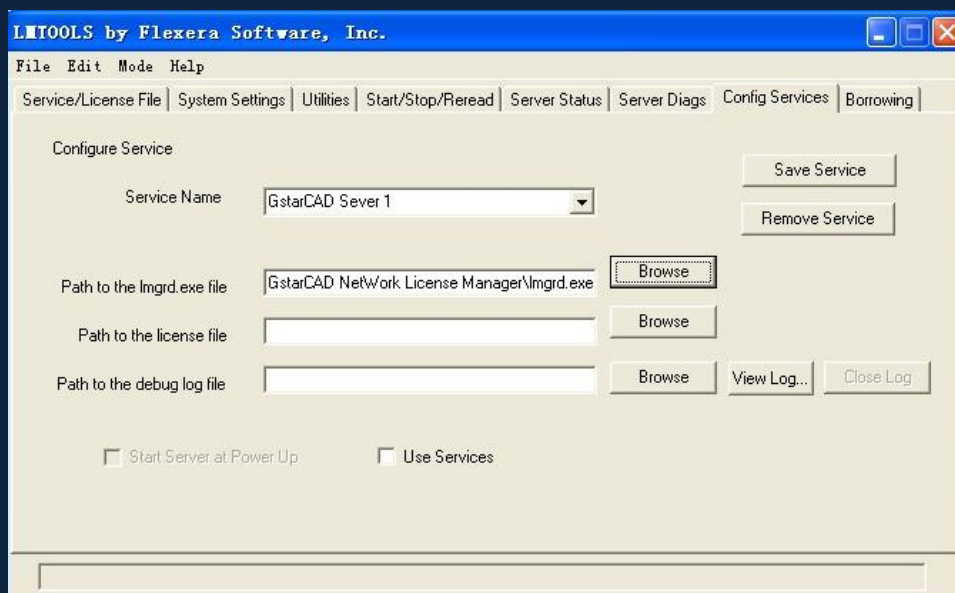 LMTOOLS by Flexera Software, Inc.
File Edit Mode Help
Service/License File System Settings Utilities Start/Stop/Reread Server Status Server Diags Config Services Borrowing
Configure Service
Save Service
Service Name GstarCAD Sever 1
Remove Service
Path to the lmgrd.exe file GstarCAD NetWork License Manager\lmgrd.exe Browse
Path to the license file Browse
Path to the debug log file Browse View Log... Close Log
Start Server at Power Up Use Services